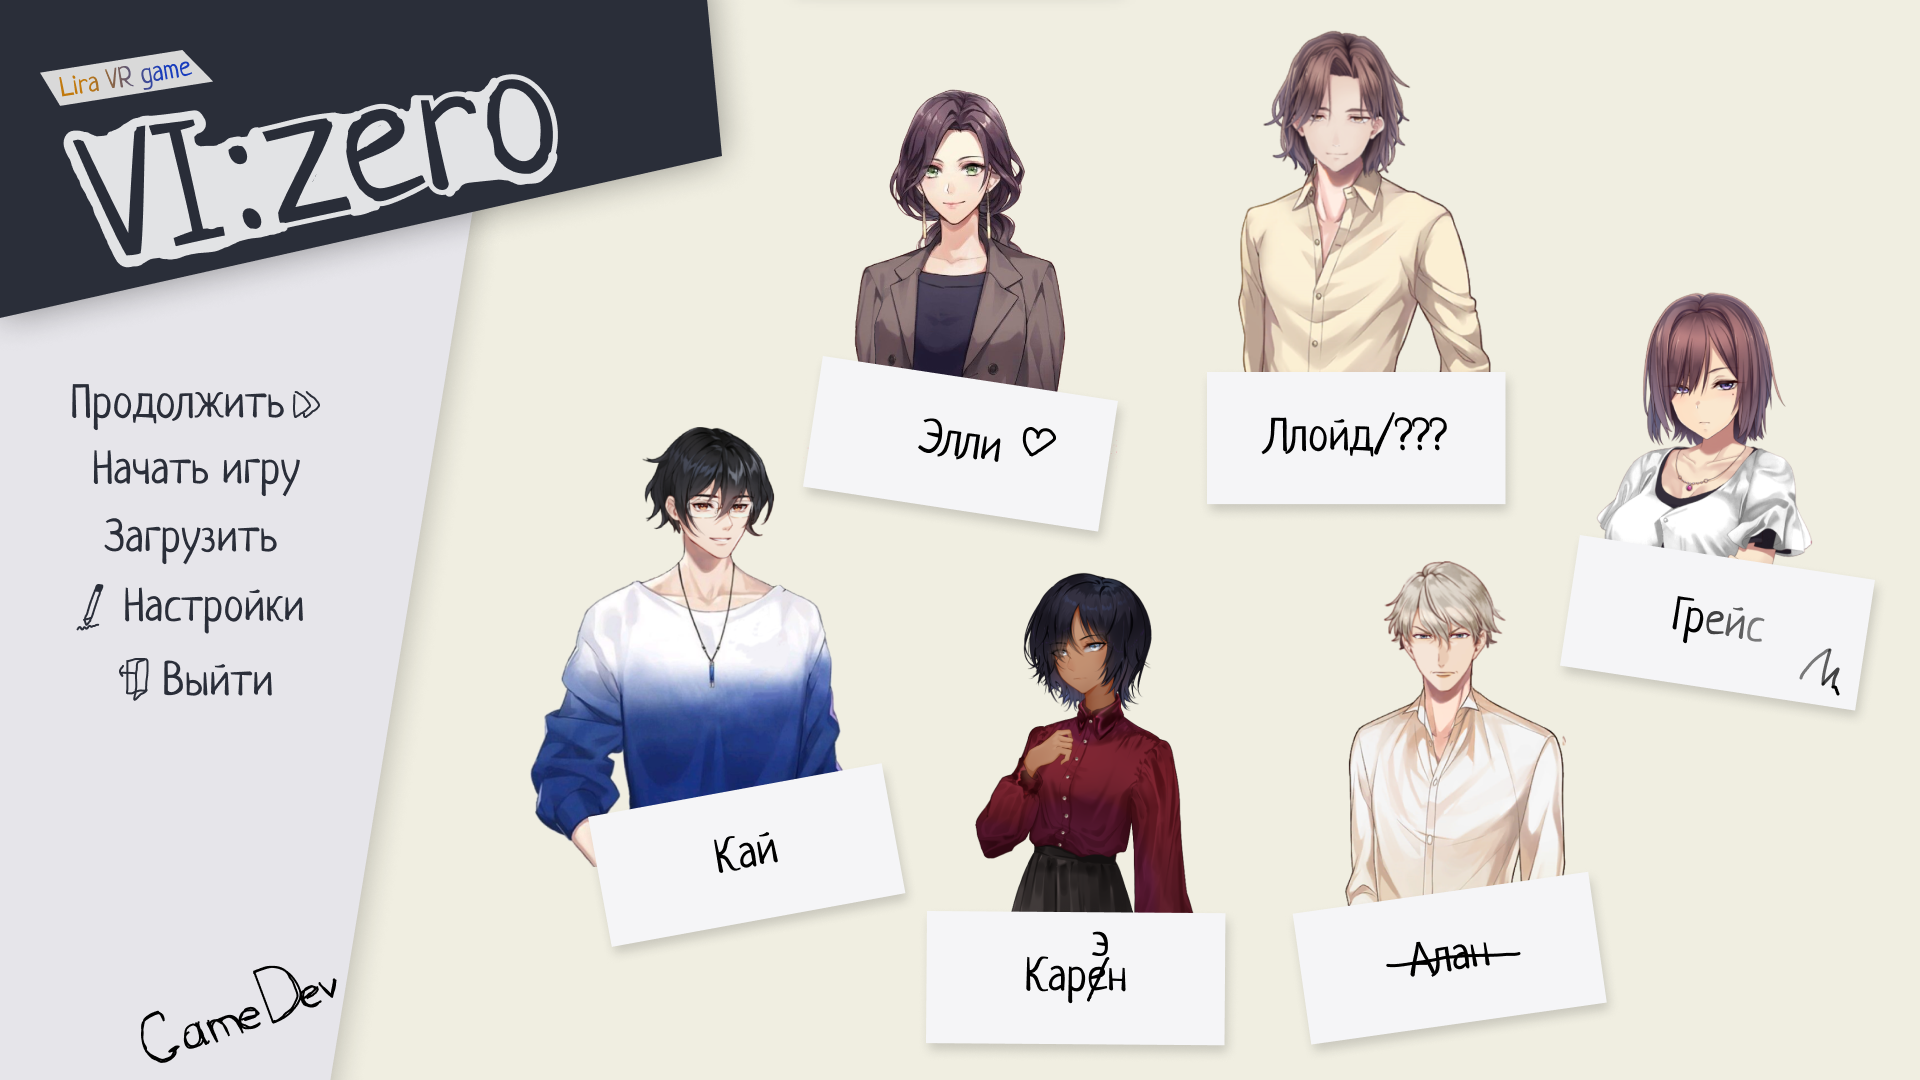 Lira VR game
VI:zero
Продолжить
Начать игру
Загрузить
Настройки
Выйти
GameDev
Элли ♡
Ллойд/???
Грейс
Кай
э
Карен
Алан